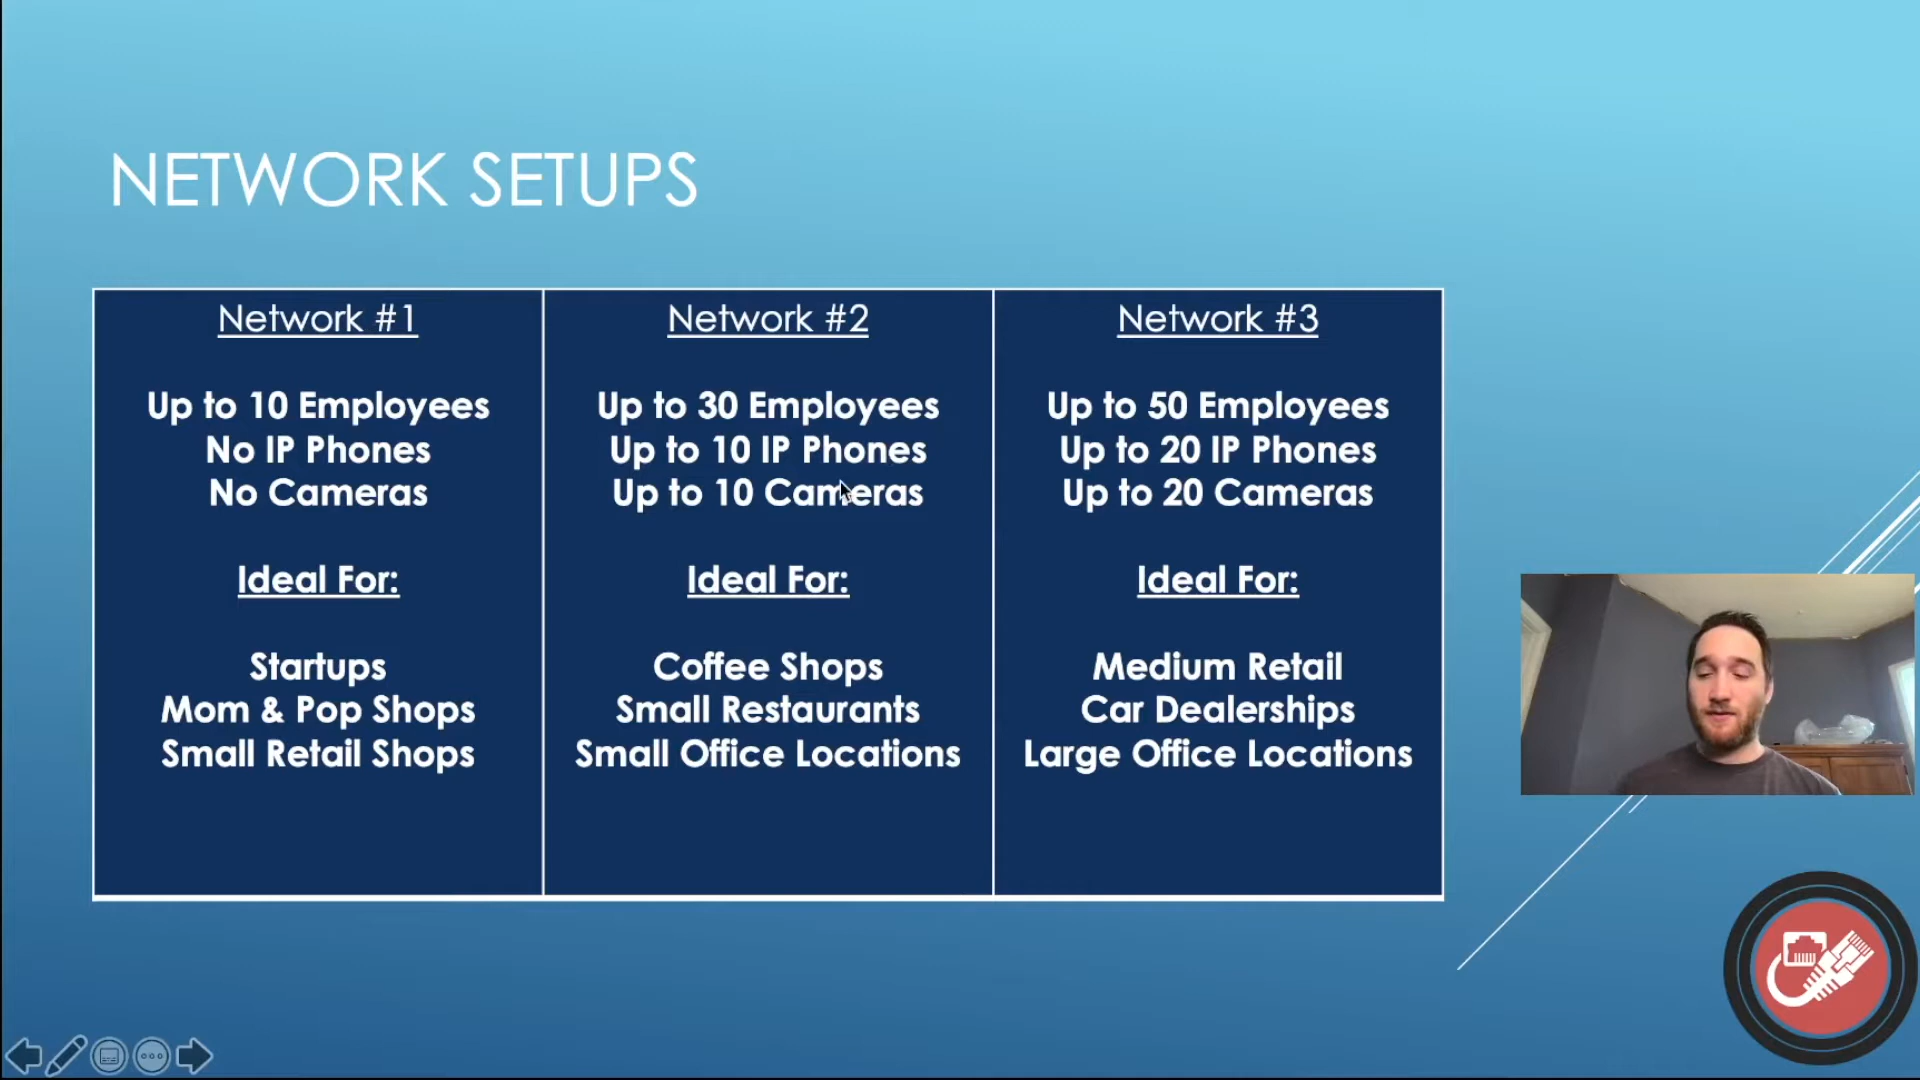 NETWORK SETUPS
Network #1
Up to 10 Employees
No IP Phones
No Cameras
Ideal For:
Startups
Mom & Pop Shops
Small Retail Shops
Network #2
Up to 30 Employees
Up to 10 IP Phones
Up to 10 Cameras
Ideal For:
Coffee Shops
Small Restaurants
Small Office Locations
Network #3
Up to 50 Employees
Up to 20 IP Phones
Up to 20 Cameras
Ideal For:
Medium Retail
Car Dealerships
Large Office Locations